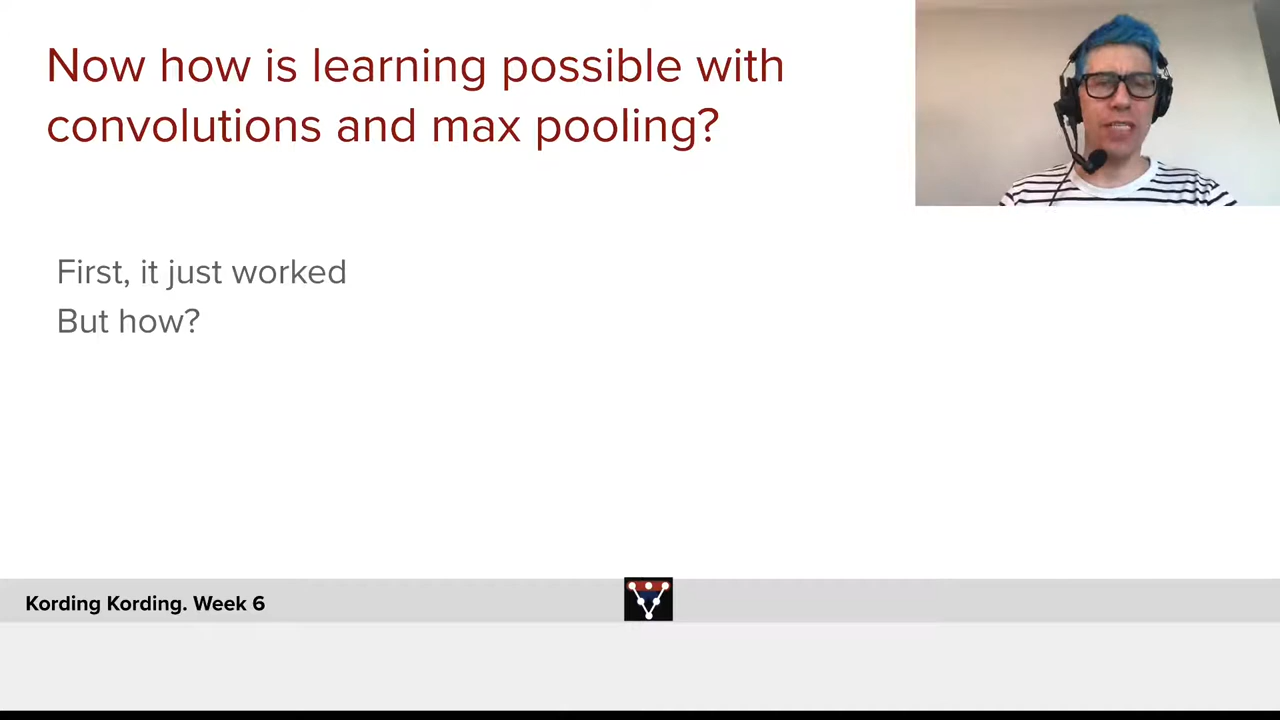 Now how is learning possible with
convolutions and max pooling?
First, it just worked
But how?
Kording Kording. Week 6